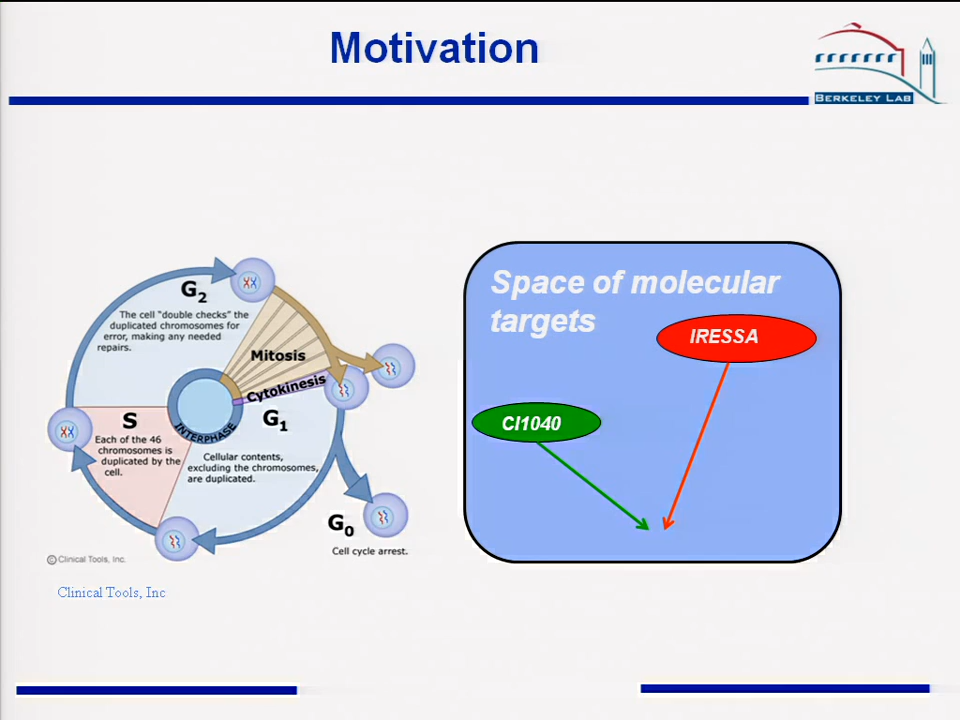 Motivation
BERKELEY LAB
G2
The cell "double checks" the
duplicated chromosomes for
error, making any needed
repairs.
Mitosis
Cytokinesis
INTERPHASE
S
Each of the 46
chromosomes is
duplicated by the
cell.
G1
Cellular contents,
excluding the chromosomes,
are duplicated.
G0
Cell cycle arrest.
© Clinical Tools, Inc.
Clinical Tools, Inc
Space of molecular
targets
IRESSA
CI1040